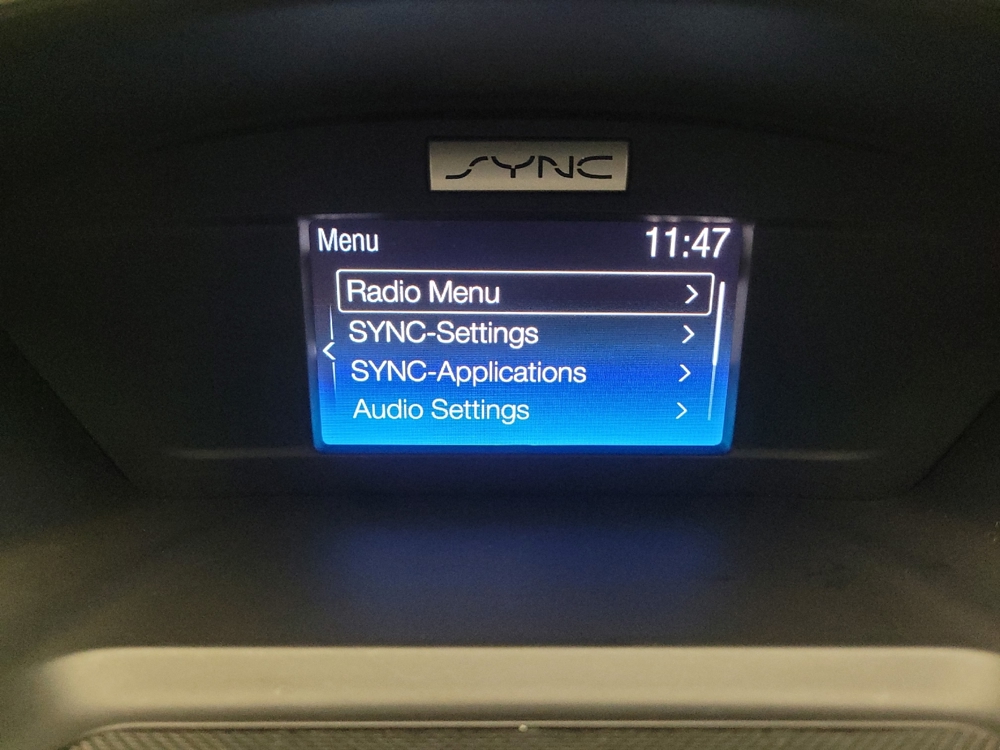 SYNC
Menu 11:47
Radio Menu
SYNC-Settings
SYNC-Applications
Audio Settings